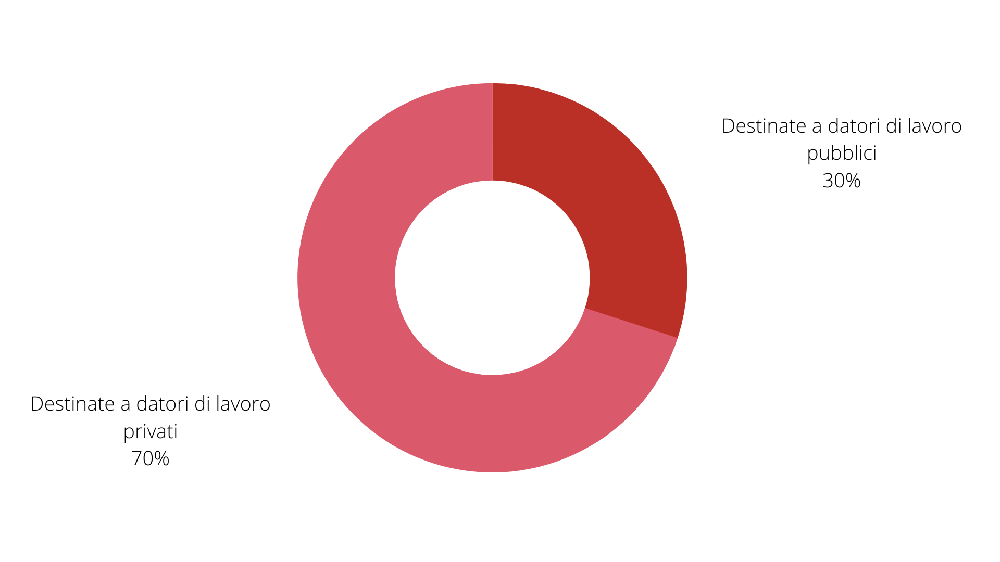 Destinate a datori di lavoro
pubblici
30%
Destinate a datori di lavoro
privati
70%